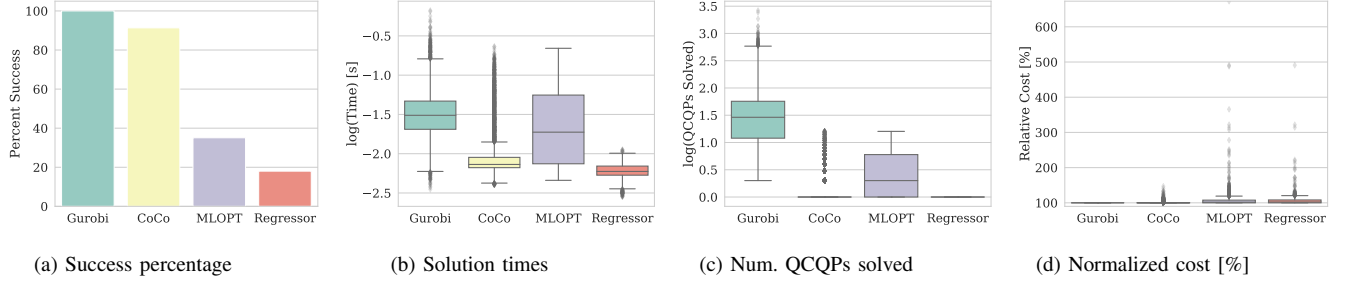 Percent Success
100
80
60
40
20
0
Gurobi CoCo MLOPT Regressor
(a) Success percentage
log(Time) [s]
−0.5
−1.0
−1.5
−2.0
−2.5
Gurobi CoCo MLOPT Regressor
(b) Solution times
log(QCQPs Solved)
3.5
3.0
2.5
2.0
1.5
1.0
0.5
0.0
Gurobi CoCo MLOPT Regressor
(c) Num. QCQPs solved
Relative Cost [%]
600
500
400
300
200
100
Gurobi CoCo MLOPT Regressor
(d) Normalized cost [%]